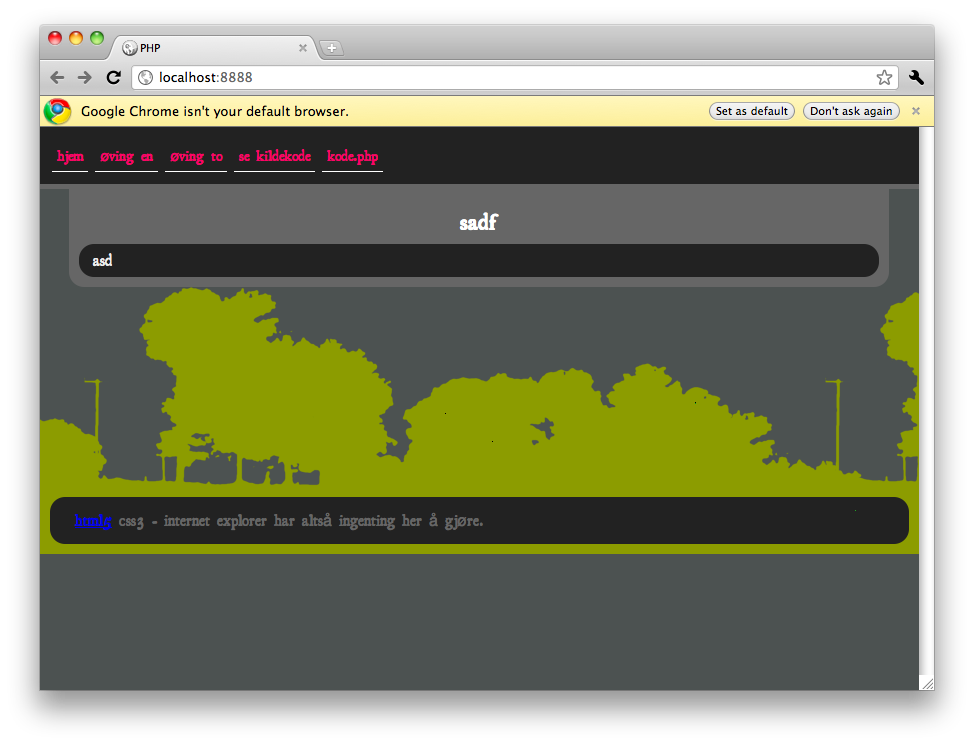 PHP
localhost:8888
Google Chrome isn't your default browser. Set as default Don't ask again
hjem øving en øving to se kildekode kode.php
sadf
asd
css3 - internet explorer har altså ingenting her å gjøre.